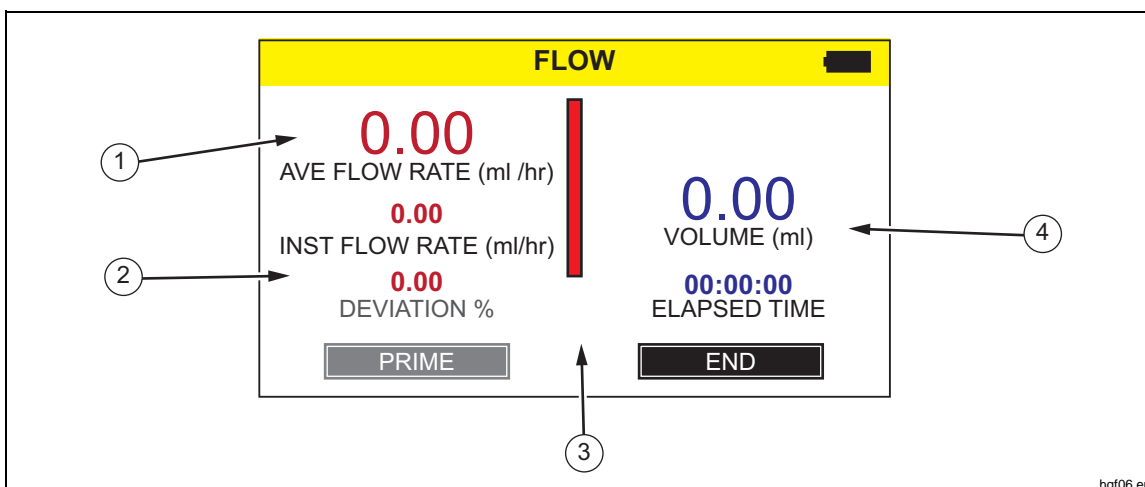 FLOW
0.00
AVE FLOW RATE (ml /hr)
0.00
INST FLOW RATE (ml/hr)
0.00
DEVIATION %
PRIME
0.00
VOLUME (ml)
00:00:00
ELAPSED TIME
END
1
2
3
4